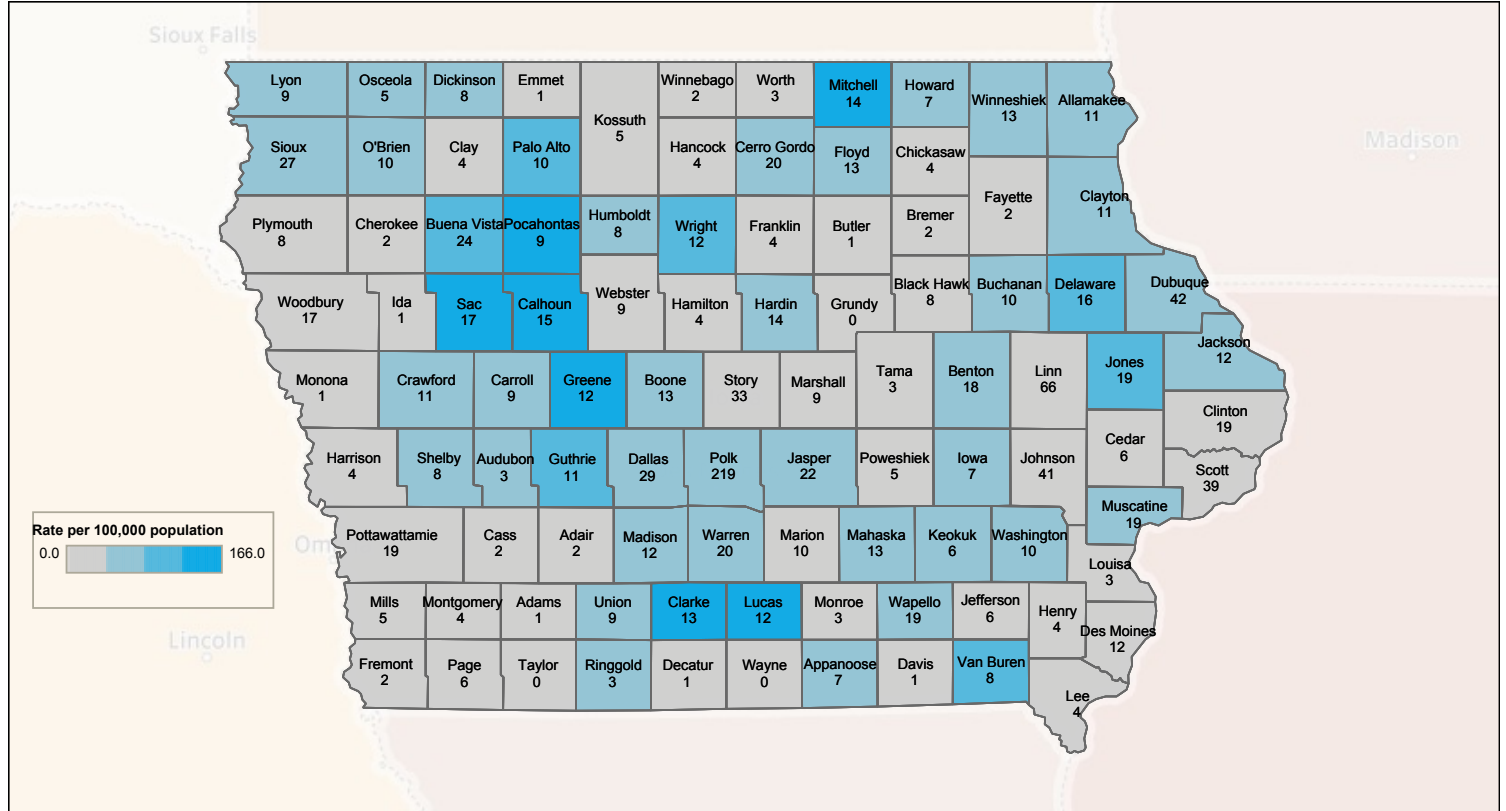 Sioux Falls
Lyon
9
Osceola
5
Dickinson
8
Emmet
1
Kossuth
5
Winnebago
2
Worth
3
Mitchell
14
Howard
7
Winneshiek
13
Allamakee
11
Madison
Sioux
27
O'Brien
10
Clay
4
Palo Alto
10
Hancock
4
Cerro Gordo
20
Floyd
13
Chickasaw
4
Fayette
2
Clayton
11
Plymouth
8
Cherokee
2
Buena Vista
24
Pocahontas
9
Humboldt
8
Wright
12
Franklin
4
Butler
1
Bremer
2
Woodbury
17
Ida
1
Sac
17
Calhoun
15
Webster
9
Hamilton
4
Hardin
14
Grundy
0
Black Hawk
8
Buchanan
10
Delaware
16
Dubuque
42
Monona
1
Crawford
11
Carroll
9
Greene
12
Boone
13
Story
33
Marshall
9
Tama
3
Benton
18
Linn
66
Jones
19
Jackson
12
Clinton
19
Harrison
4
Shelby
8
Audubon
3
Guthrie
11
Dallas
29
Polk
219
Jasper
22
Poweshiek
5
Iowa
7
Johnson
41
Cedar
6
Scott
39
Muscatine
19
Rate per 100,000 population
0.0
166.0
Om
Pottawattamie
19
Cass
2
Adair
2
Madison
12
Warren
20
Marion
10
Mahaska
13
Keokuk
6
Washington
10
Louisa
3
Mills
5
Montgomery
4
Adams
1
Union
9
Clarke
13
Lucas
12
Monroe
3
Wapello
19
Jefferson
6
Henry
4
Des Moines
12
Lincoln
Fremont
2
Page
6
Taylor
0
Ringgold
3
Decatur
1
Wayne
0
Appanoose
7
Davis
1
Van Buren
8
Lee
4